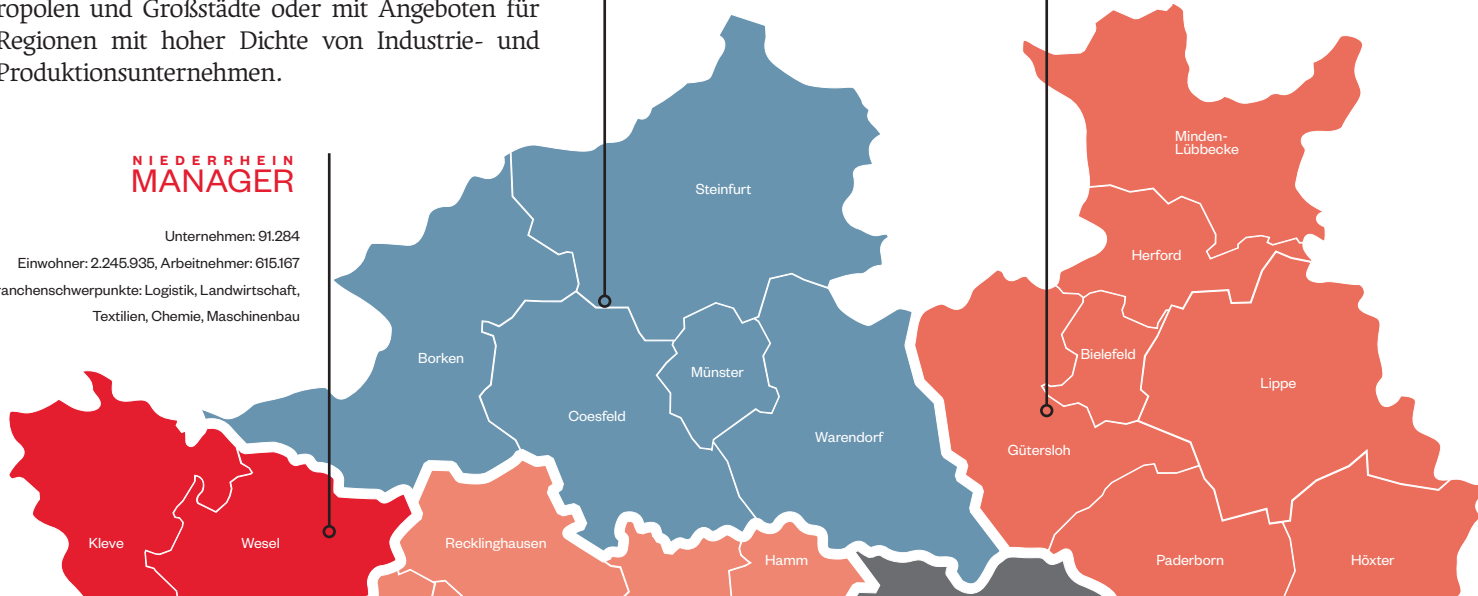 und Großstädte oder mit Angeboten für
Regionen mit hoher Dichte von Industrie- und
Produktionsunternehmen.
NIEDERRHEIN
MANAGER
Unternehmen: 91.284
Einwohner: 2.245.935, Arbeitnehmer: 615.167
Logistik, Landwirtschaft,
Textilien, Chemie, Maschinenbau
Minden-
Lübbecke
Steinfurt
Herford
Borken
Münster
Bielefeld
Lippe
Coesfeld
Warendorf
Gütersloh
Kleve
Wesel
Recklinghausen
Hamm
Paderborn
Höxter